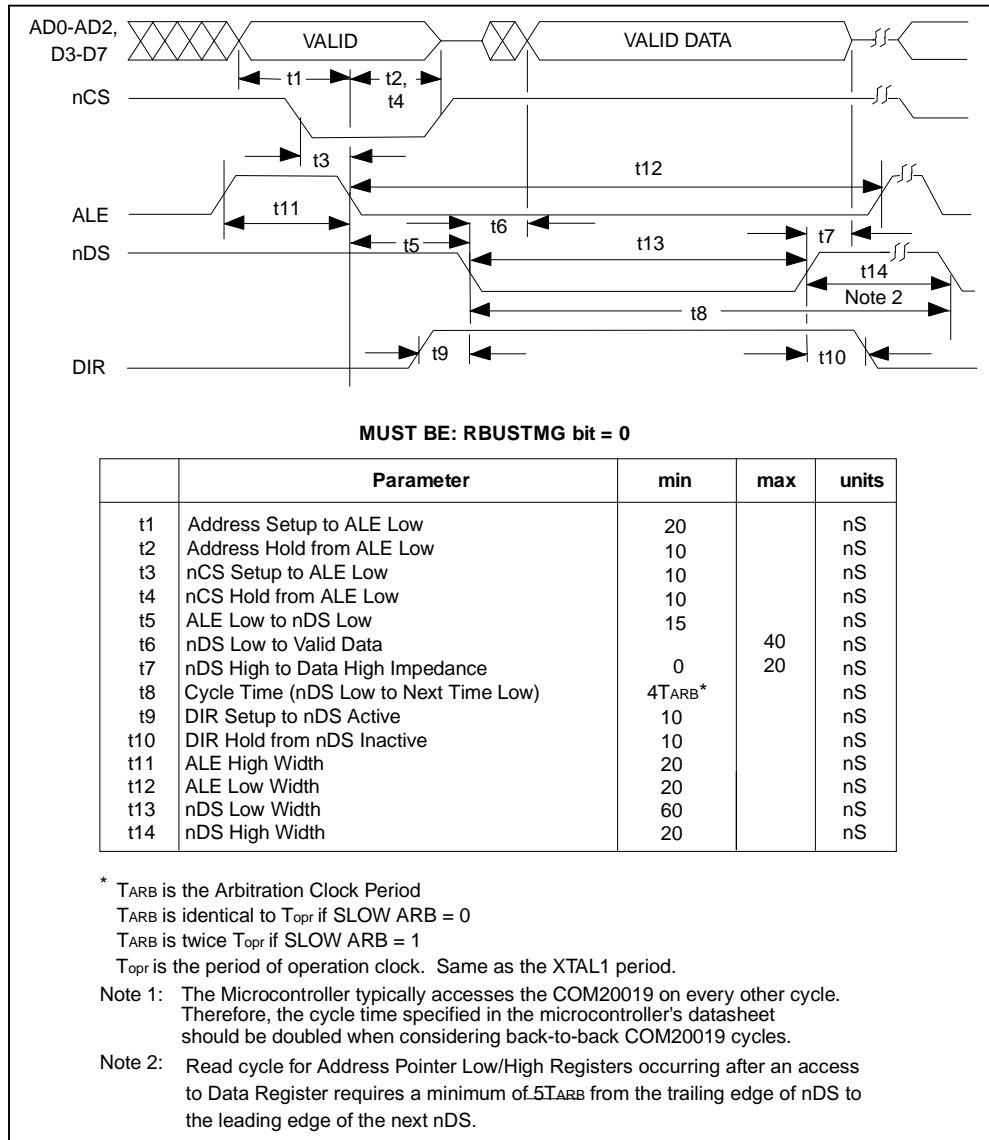 AD0-AD2,
D3-D7
VALID
VALID DATA
t1
t2,
t4
nCS
t3
t12
ALE
t11
t6
t7
t5
t13
nDS
t14
Note 2
t8
t9
t10
DIR
MUST BE: RBUSTMG bit = 0
Parameter min max units
t1 Address Setup to ALE Low 20 nS
t2 Address Hold from ALE Low 10 nS
t3 nCS Setup to ALE Low 10 nS
t4 nCS Hold from ALE Low 10 nS
t5 ALE Low to nDS Low 15 nS
t6 nDS Low to Valid Data 40 nS
t7 nDS High to Data High Impedance 0 20 nS
t8 Cycle Time (nDS Low to Next Time Low) 4TARB* nS
t9 DIR Setup to nDS Active 10 nS
t10 DIR Hold from nDS Inactive 10 nS
t11 ALE High Width 20 nS
t12 ALE Low Width 20 nS
t13 nDS Low Width 60 nS
t14 nDS High Width 20 nS
* TARB is the Arbitration Clock Period
TARB is identical to Topr if SLOW ARB = 0
TARB is twice Topr if SLOW ARB = 1
Topr is the period of operation clock. Same as the XTAL1 period.
Note 1: The Microcontroller typically accesses the COM20019 on every other cycle.
Therefore, the cycle time specified in the microcontroller's datasheet
should be doubled when considering back-to-back COM20019 cycles.
Note 2: Read cycle for Address Pointer Low/High Registers occurring after an access
to Data Register requires a minimum of 5TARB from the trailing edge of nDS to
the leading edge of the next nDS.